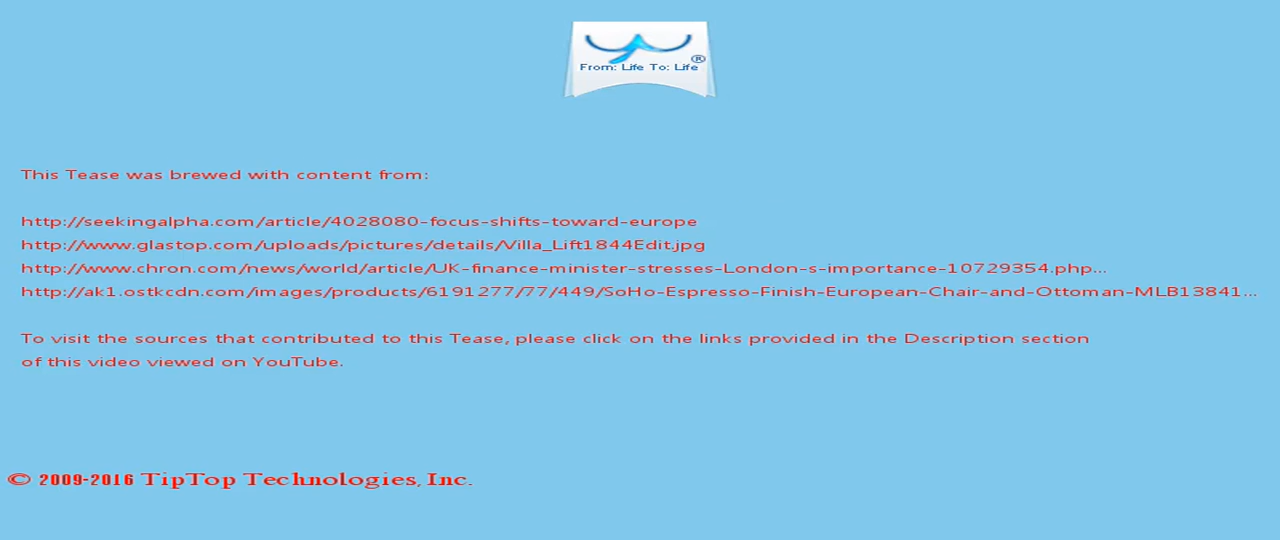 From: Life To: Life ®
This Tease was brewed with content from:
http://seekingalpha.com/article/4028080-focus-shifts-toward-europe
http://www.glastop.com/uploads/pictures/details/Villa_Lift1844Edit.jpg
http://www.chron.com/news/world/article/UK-finance-minister-stresses-London-s-importance-10729354.php...
http://ak1.ostkcdn.com/images/products/6191277/77/449/SoHo-Espresso-Finish-European-Chair-and-Ottoman-MLB13841...
To visit the sources that contributed to this Tease, please click on the links provided in the Description section
of this video viewed on YouTube.
© 2009-2016 TipTop Technologies, Inc.